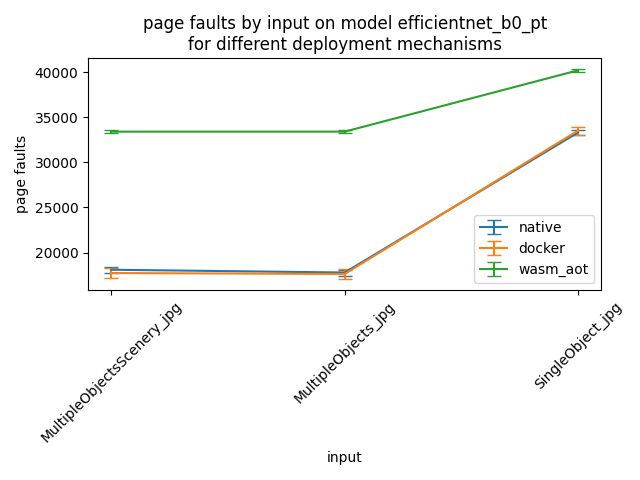 page faults by input on model efficientnet_b0_pt
for different deployment mechanisms
page faults
40000
35000
30000
25000
20000
native
docker
wasm_aot
MultipleObjectsScenery_jpg
MultipleObjects_jpg
SingleObject_jpg
input